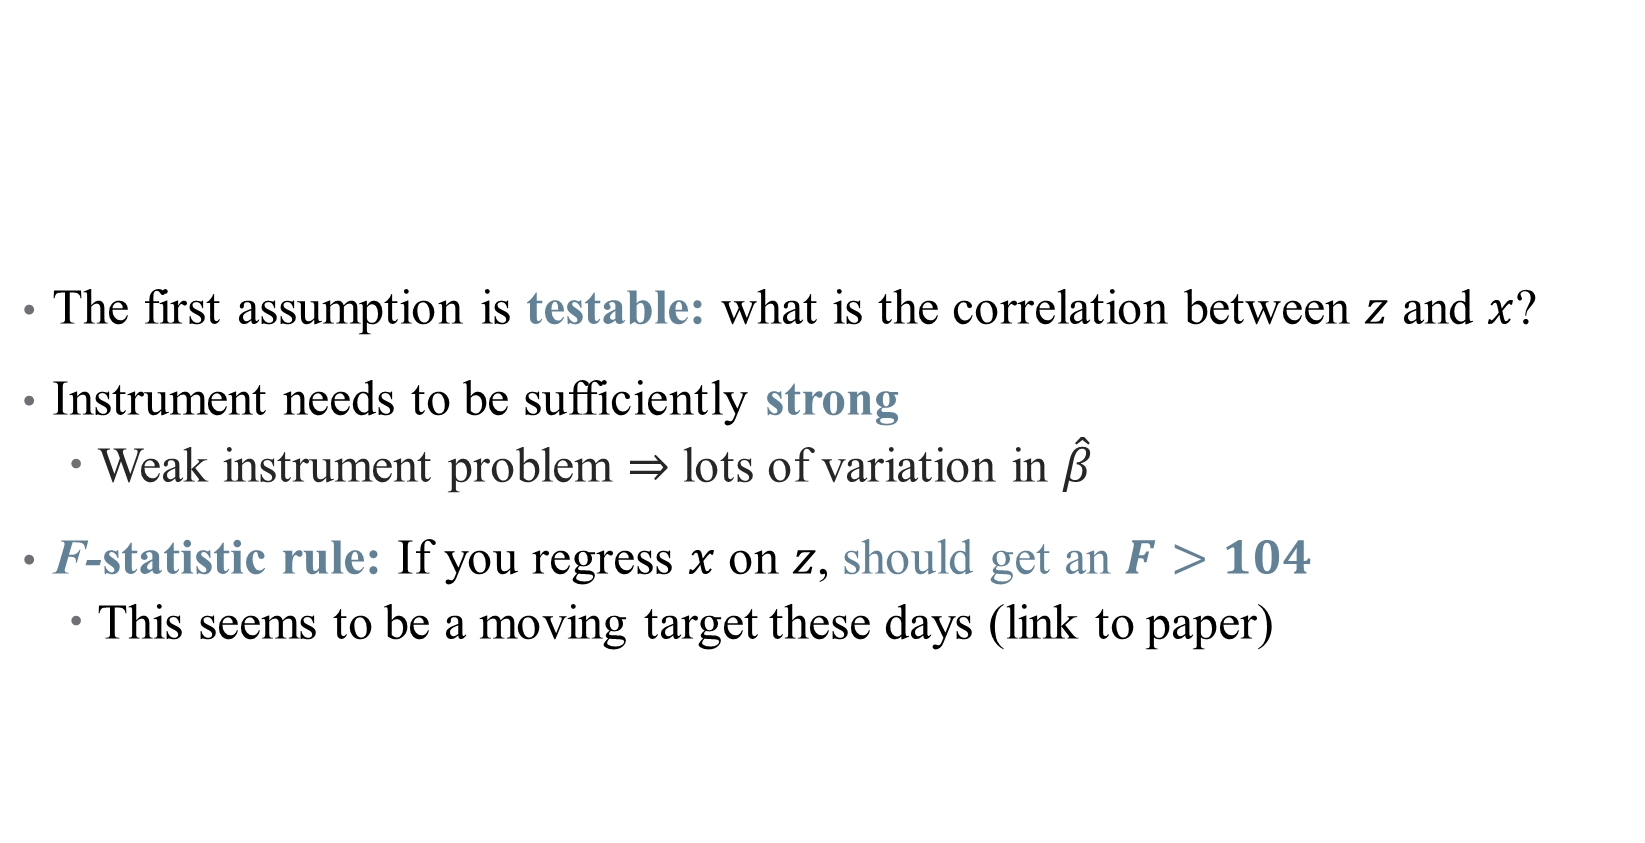 • The first assumption is testable: what is the correlation between z and x?
• Instrument needs to be sufficiently strong
• Weak instrument problem ⇒ lots of variation in β̂
• F-statistic rule: If you regress x on z, should get an F > 104
• This seems to be a moving target these days (link to paper)